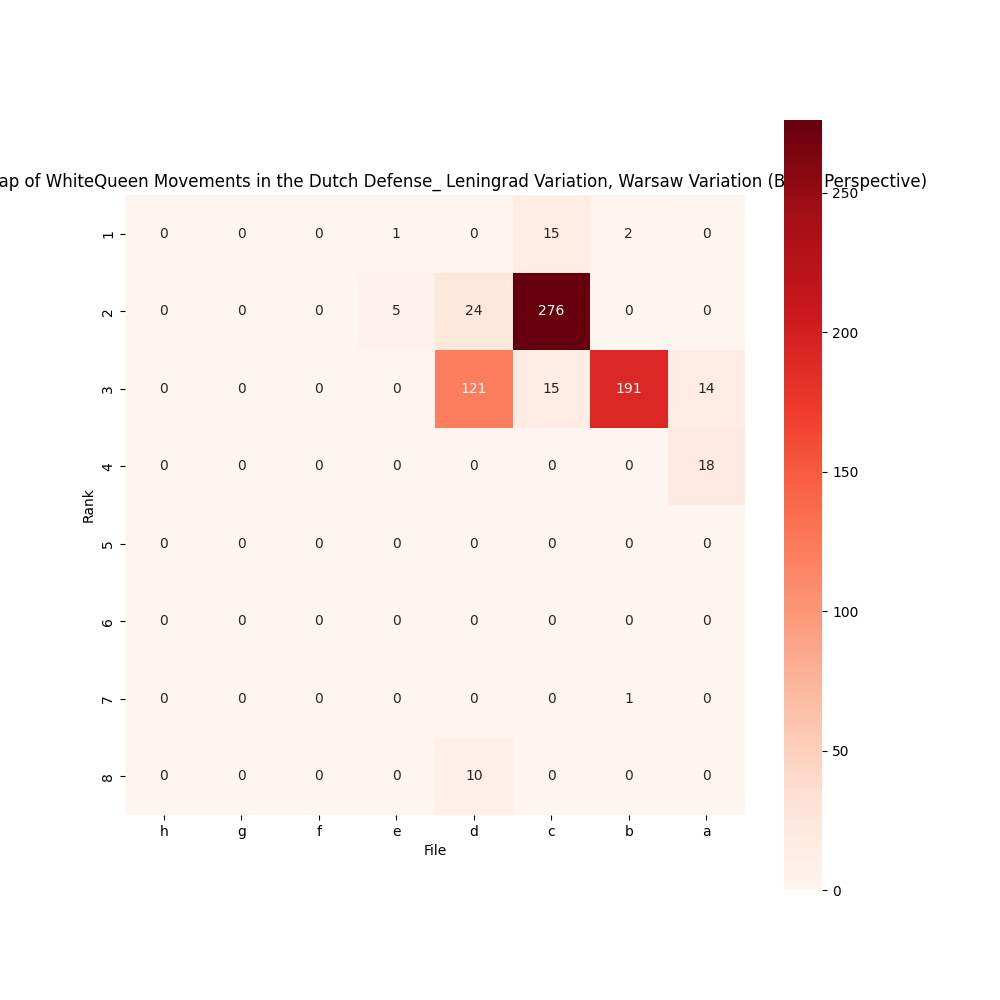 ap of WhiteQueen Movements in the Dutch Defense_ Leningrad Variation, Warsaw Variation (B Perspective)
250
200
150
100
50
0
Rank
1 0 0 0 1 0 15 2 0
2 0 0 0 5 24 276 0 0
3 0 0 0 0 121 15 191 14
4 0 0 0 0 0 0 0 18
5 0 0 0 0 0 0 0 0
6 0 0 0 0 0 0 0 0
7 0 0 0 0 0 0 1 0
8 0 0 0 0 10 0 0 0
h g f e d c b a
File